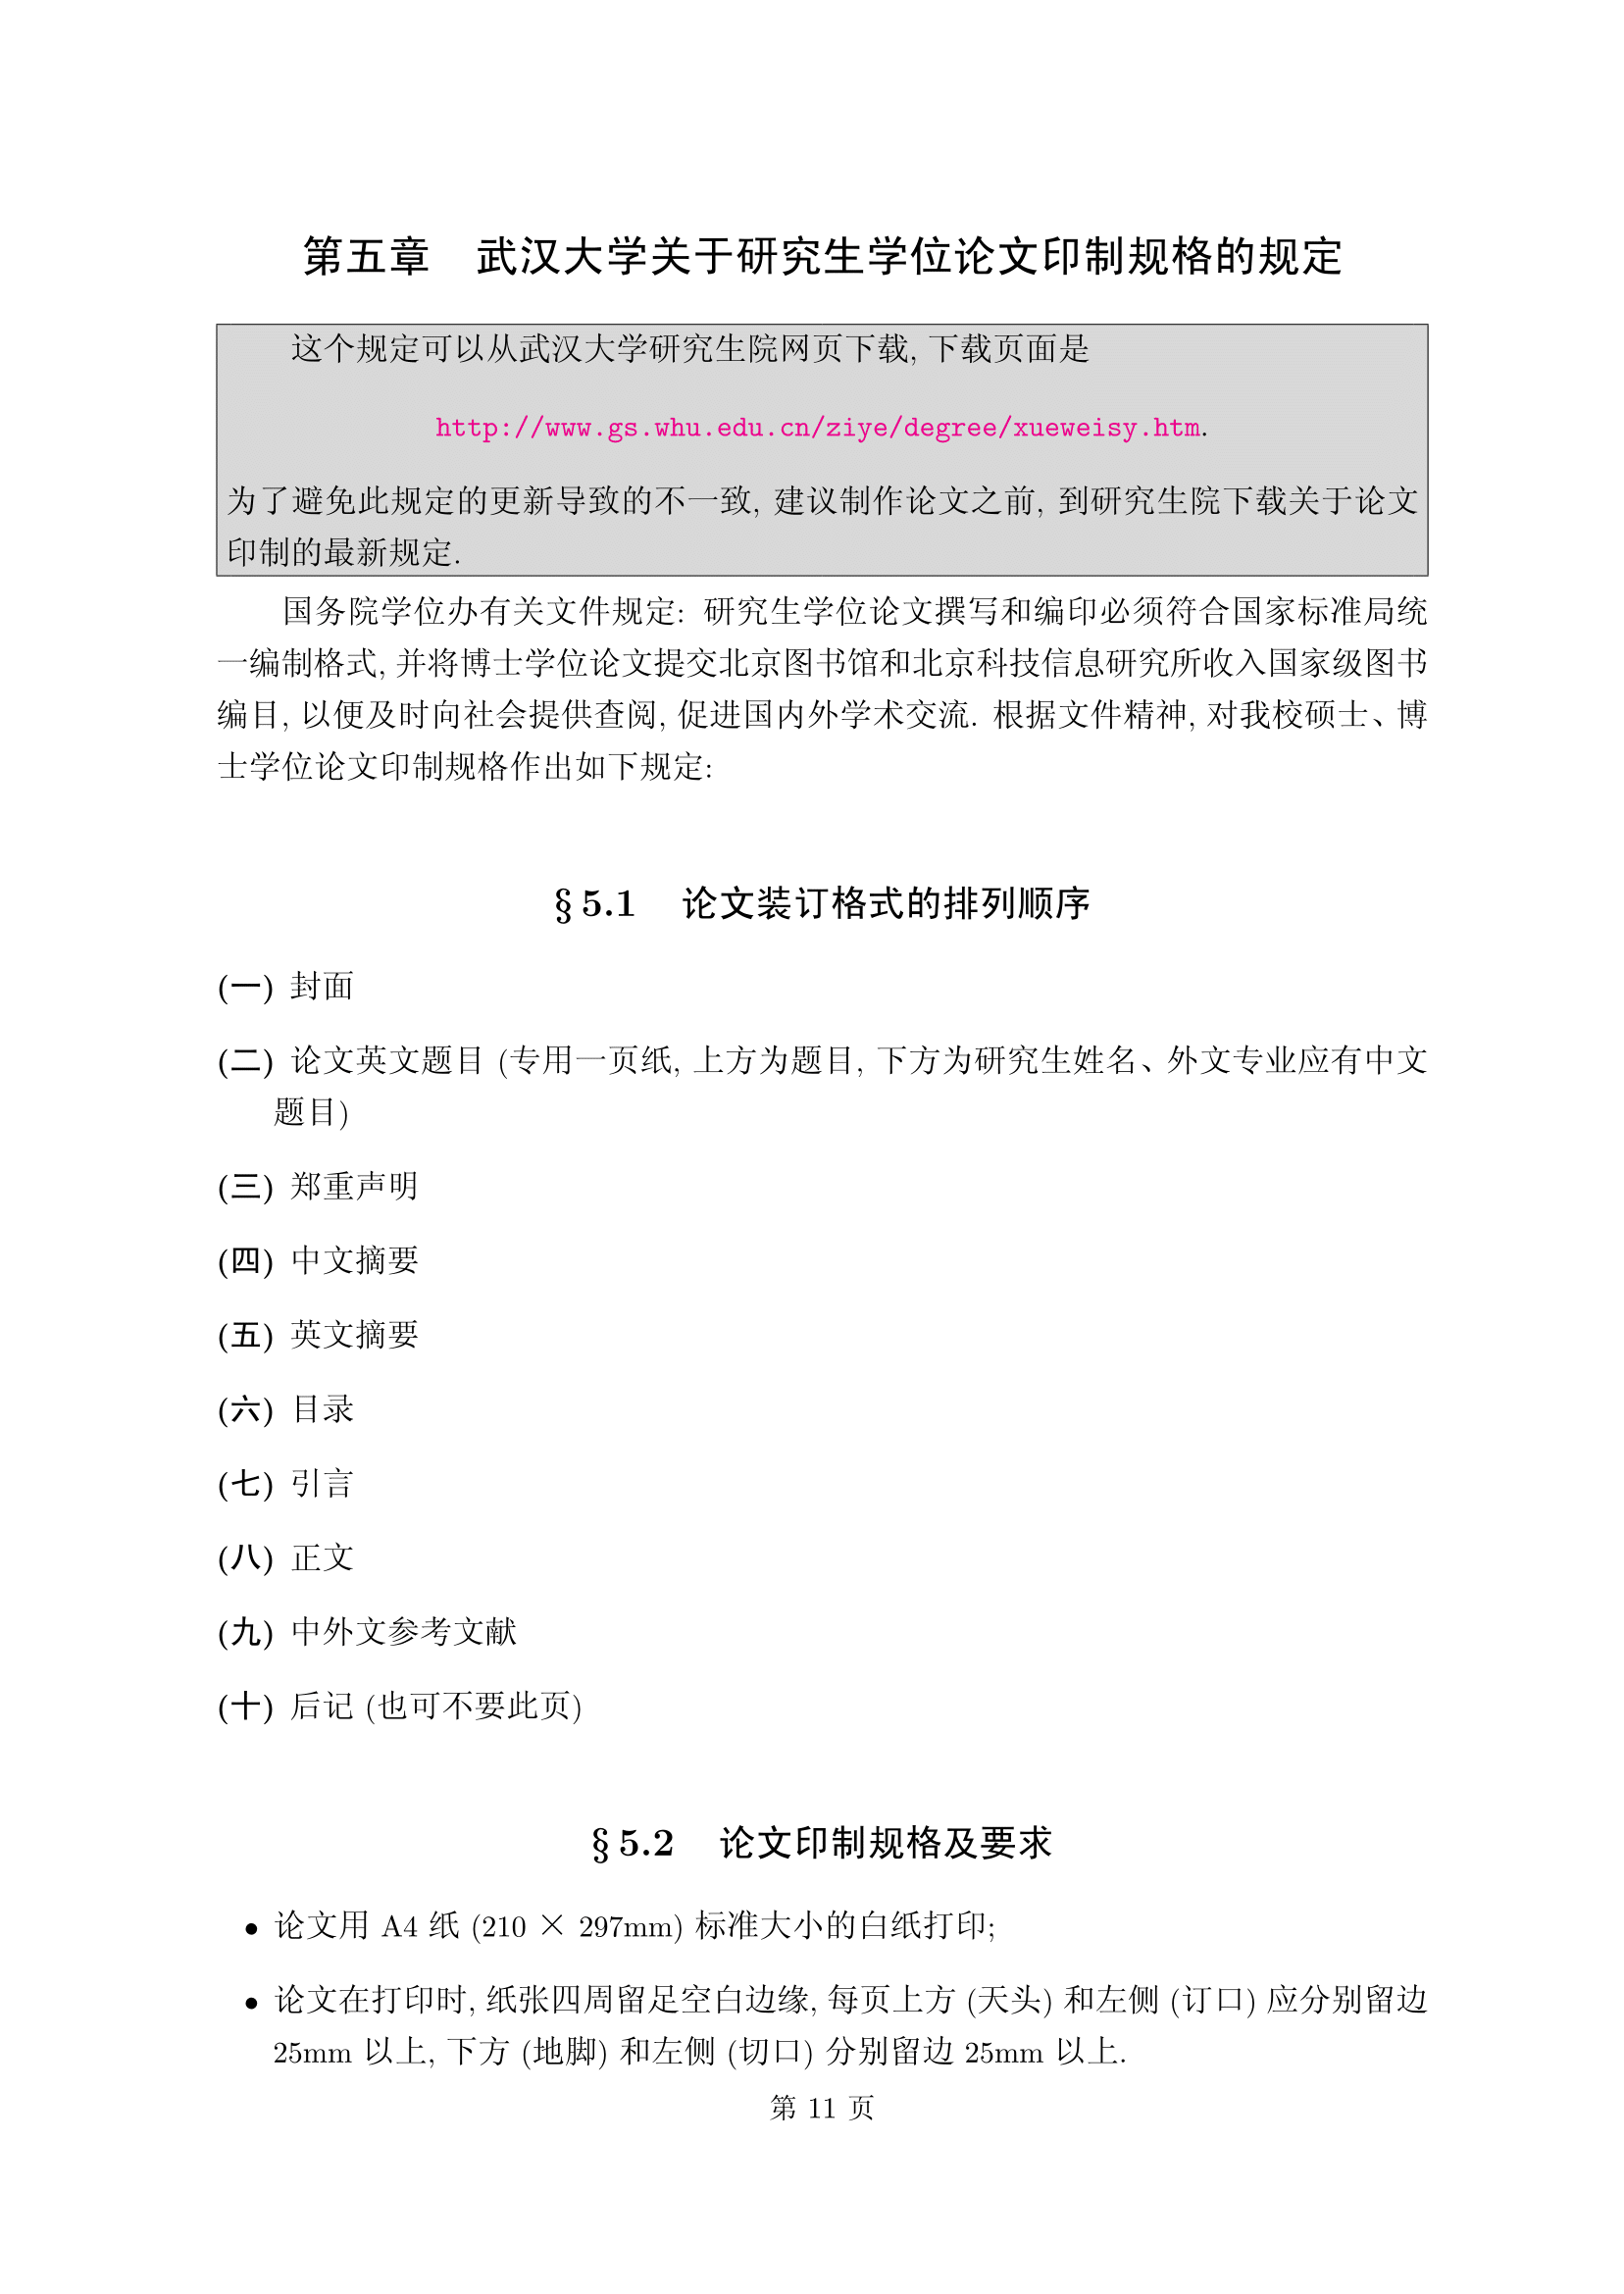 第五章 武汉大学关于研究生学位论文印制规格的规定
这个规定可以从武汉大学研究生院网页下载, 下载页面是
http://www.gs.whu.edu.cn/ziye/degree/xueweisy.htm.
为了避免此规定的更新导致的不一致, 建议制作论文之前, 到研究生院下载关于论文
印制的最新规定.
国务院学位办有关文件规定: 研究生学位论文撰写和编印必须符合国家标准局统
一编制格式, 并将博士学位论文提交北京图书馆和北京科技信息研究所收入国家级图书
编目, 以便及时向社会提供查阅, 促进国内外学术交流. 根据文件精神, 对我校硕士、博
士学位论文印制规格作出如下规定:
§ 5.1 论文装订格式的排列顺序
(一) 封面
(二) 论文英文题目 (专用一页纸, 上方为题目, 下方为研究生姓名、外文专业应有中文
题目)
(三) 郑重声明
(四) 中文摘要
(五) 英文摘要
(六) 目录
(七) 引言
(八) 正文
(九) 中外文参考文献
(十) 后记 (也可不要此页)
§ 5.2 论文印制规格及要求
• 论文用 A4 纸 (210 × 297mm) 标准大小的白纸打印;
• 论文在打印时, 纸张四周留足空白边缘, 每页上方 (天头) 和左侧 (订口) 应分别留边
25mm 以上, 下方 (地脚) 和左侧 (切口) 分别留边 25mm 以上.
第 11 页